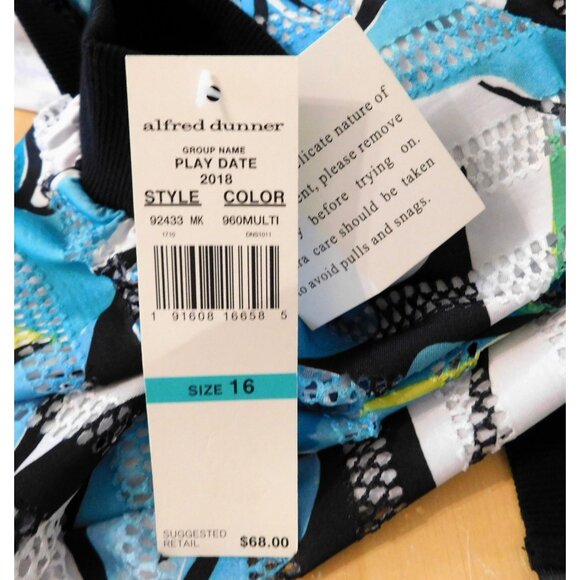 alfred dunner
GROUP NAME
PLAY DATE
2018
STYLE COLOR
92433 MK 960MULTI
1710 DNS1011
1 91608 16658 5
SIZE 16
SUGGESTED
RETAIL $68.00
licate nature of
ent, please remove
before trying on.
care should be taken
avoid pulls and snags.